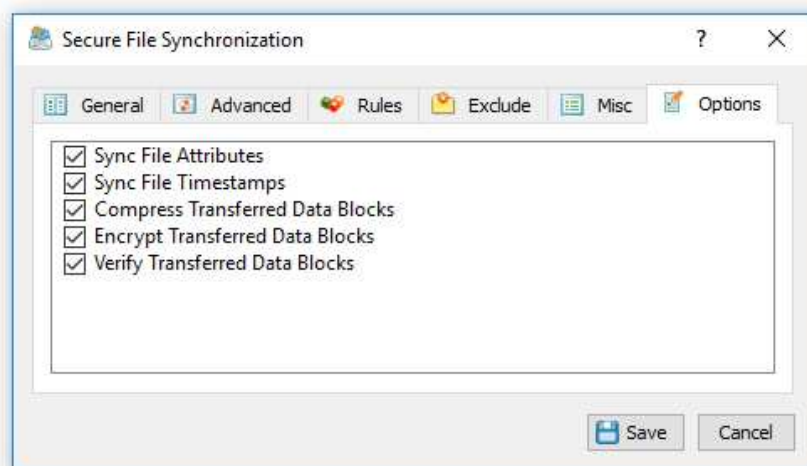 Secure File Synchronization ?
General Advanced Rules Exclude Misc Options
Sync File Attributes
Sync File Timestamps
Compress Transferred Data Blocks
Encrypt Transferred Data Blocks
Verify Transferred Data Blocks
Save Cancel